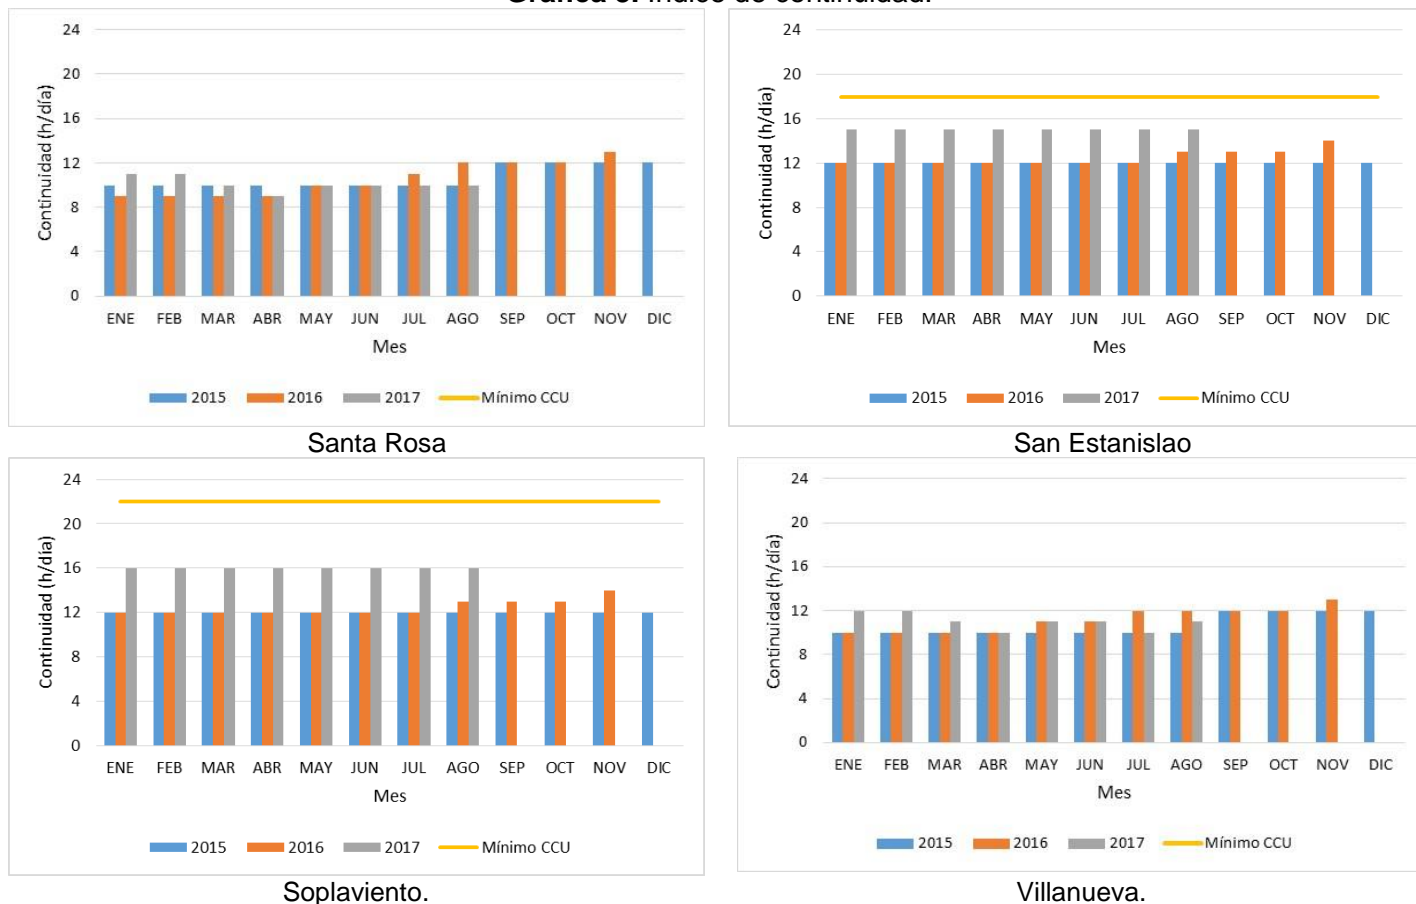 Gráfica 3. Índice de continuidad.
24
20
16
12
8
4
0
Continuidad (h/día)
ENE FEB MAR ABR MAY JUN JUL AGO SEP OCT NOV DIC
Mes
2015 2016 2017 Mínimo CCU
Santa Rosa
24
20
16
12
8
4
0
Continuidad (h/día)
ENE FEB MAR ABR MAY JUN JUL AGO SEP OCT NOV DIC
Mes
2015 2016 2017 Mínimo CCU
San Estanislao
24
20
16
12
8
4
0
Continuidad (h/día)
ENE FEB MAR ABR MAY JUN JUL AGO SEP OCT NOV DIC
Mes
2015 2016 2017 Mínimo CCU
Soplaviento.
24
20
16
12
8
4
0
Continuidad (h/día)
ENE FEB MAR ABR MAY JUN JUL AGO SEP OCT NOV DIC
Mes
2015 2016 2017 Mínimo CCU
Villanueva.